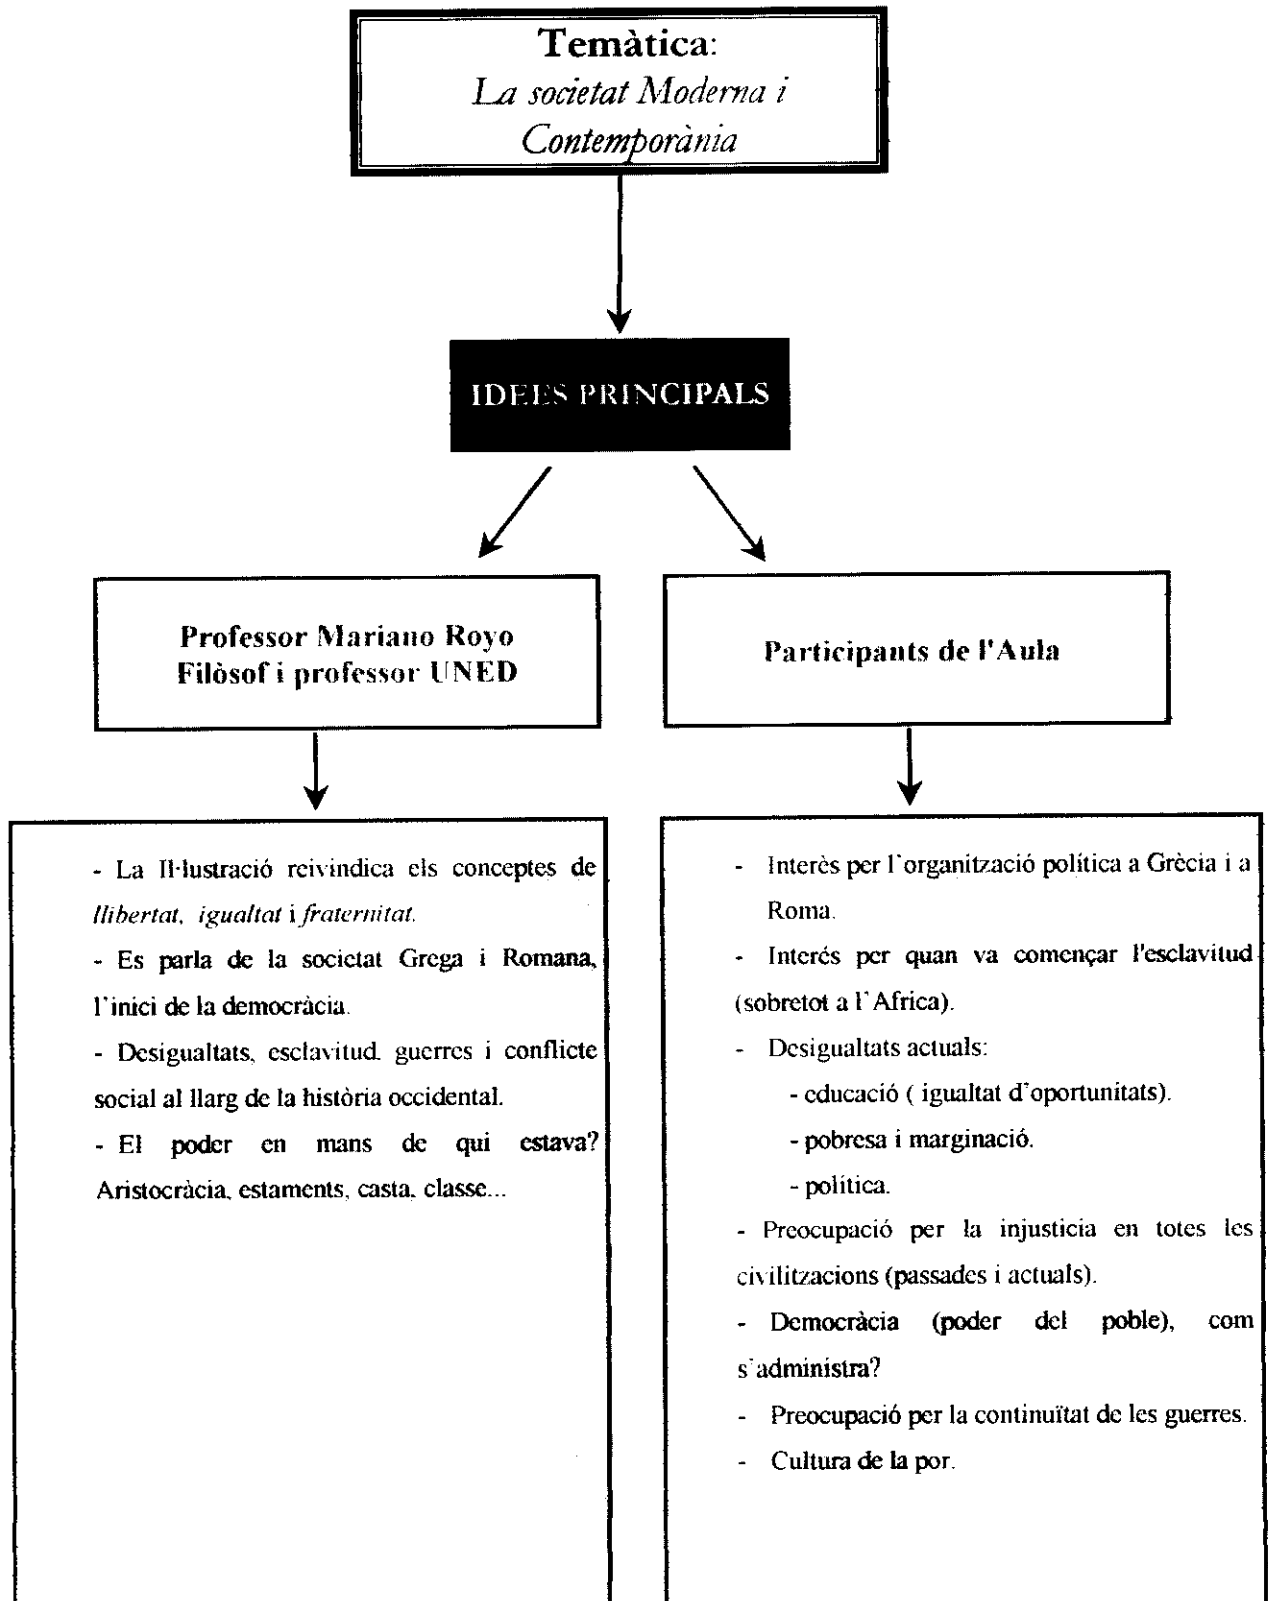 Temàtica:
La societat Moderna i
Contemporània
IDEES PRINCIPALS
Professor Mariano Royo
Filòsof i professor UNED
Participants de l'Aula
- La Il·lustració reivindica els conceptes de
llibertat, igualtat i fraternitat.
- Es parla de la societat Grega i Romana,
l'inici de la democràcia.
- Desigualtats, esclavitud, guerres i conflicte
social al llarg de la història occidental.
- El poder en mans de qui estava?
Aristocràcia, estaments, casta, classe...
- Interès per l'organització política a Grècia i a
Roma.
- Interés per quan va començar l'esclavitud
(sobretot a l'Africa).
- Desigualtats actuals:
- educació ( igualtat d'oportunitats).
- pobresa i marginació.
- política.
- Preocupació per la injusticia en totes les
civilitzacions (passades i actuals).
- Democràcia (poder del poble), com
s'administra?
- Preocupació per la continuïtat de les guerres.
- Cultura de la por.